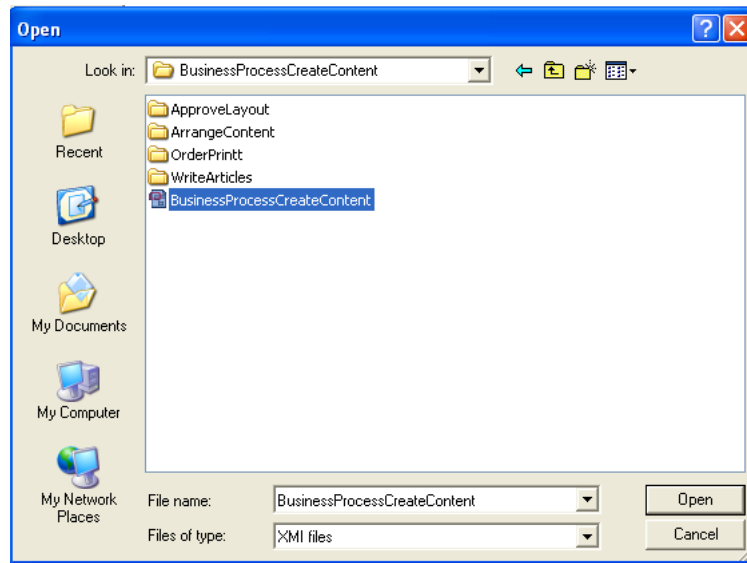 Open
Look in: BusinessProcessCreateContent
ApproveLayout
ArrangeContent
OrderPrintt
WriteArticles
BusinessProcessCreateContent
Recent
Desktop
My Documents
My Computer
My Network
Places
File name: BusinessProcessCreateContent Open
Files of type: XMI files Cancel